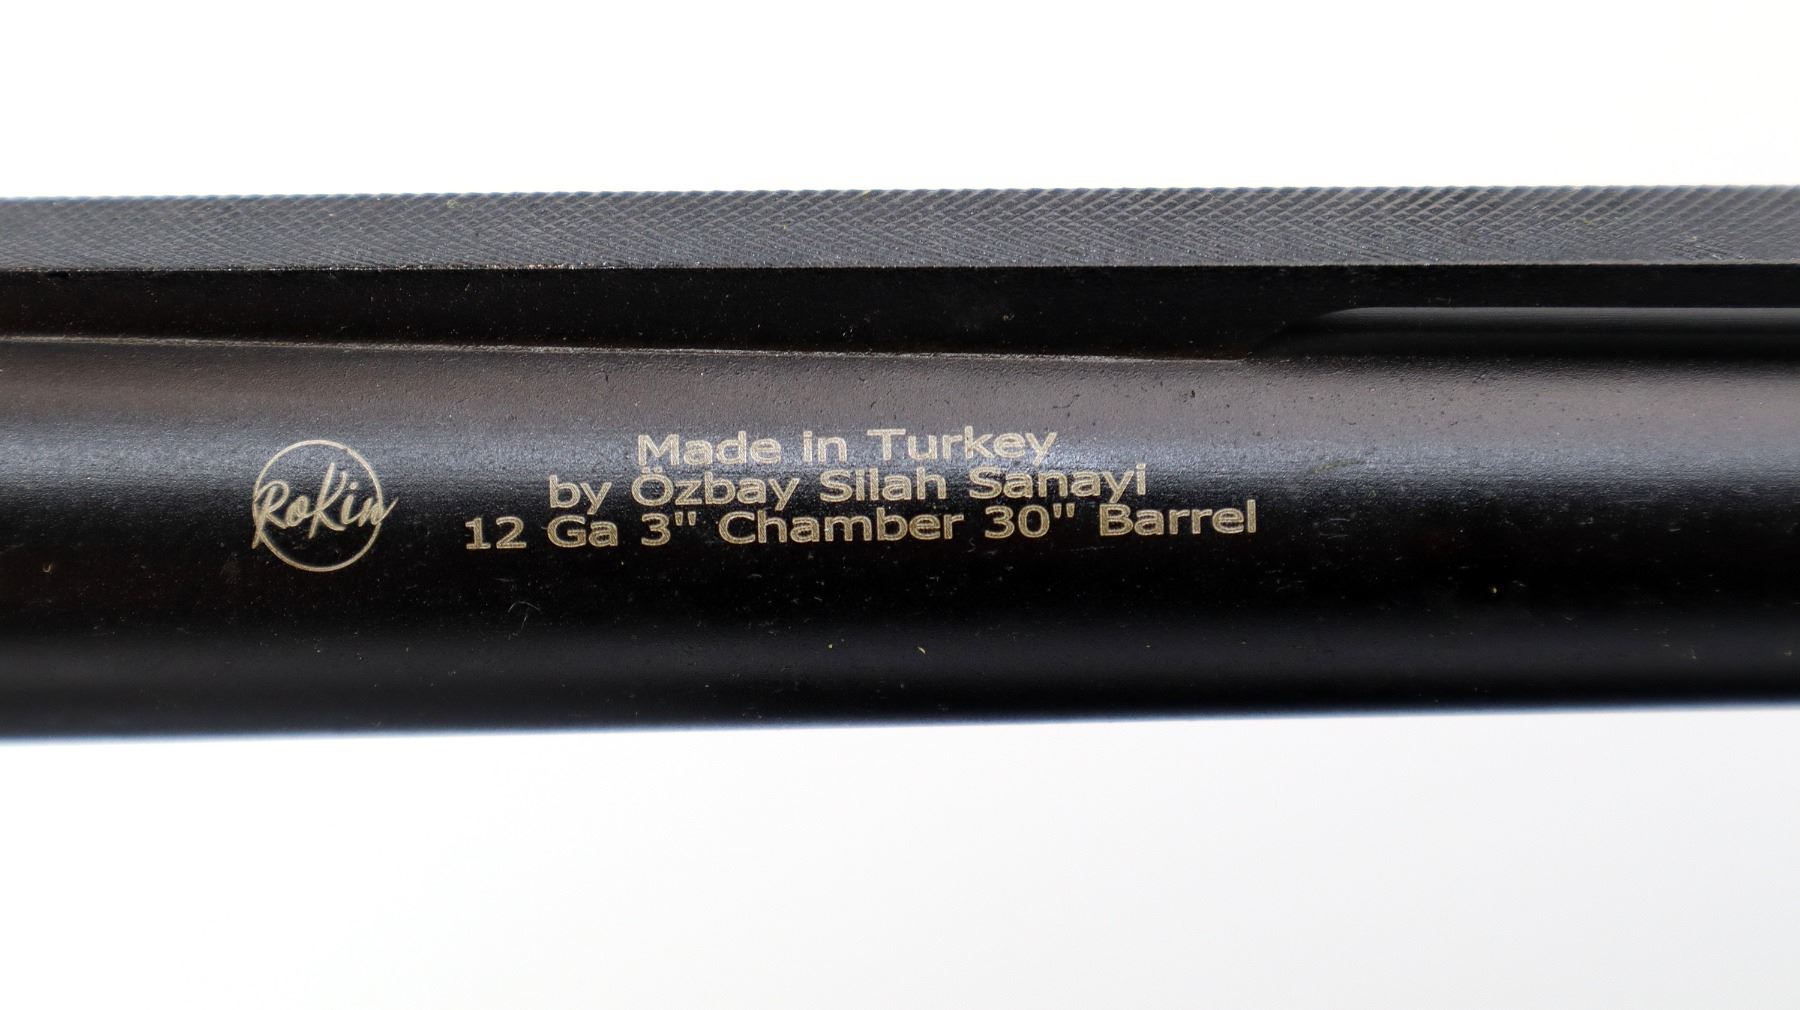 RoKin
Made in Turkey
by Özbay Silah Sanayi
12 Ga 3" Chamber 30" Barrel